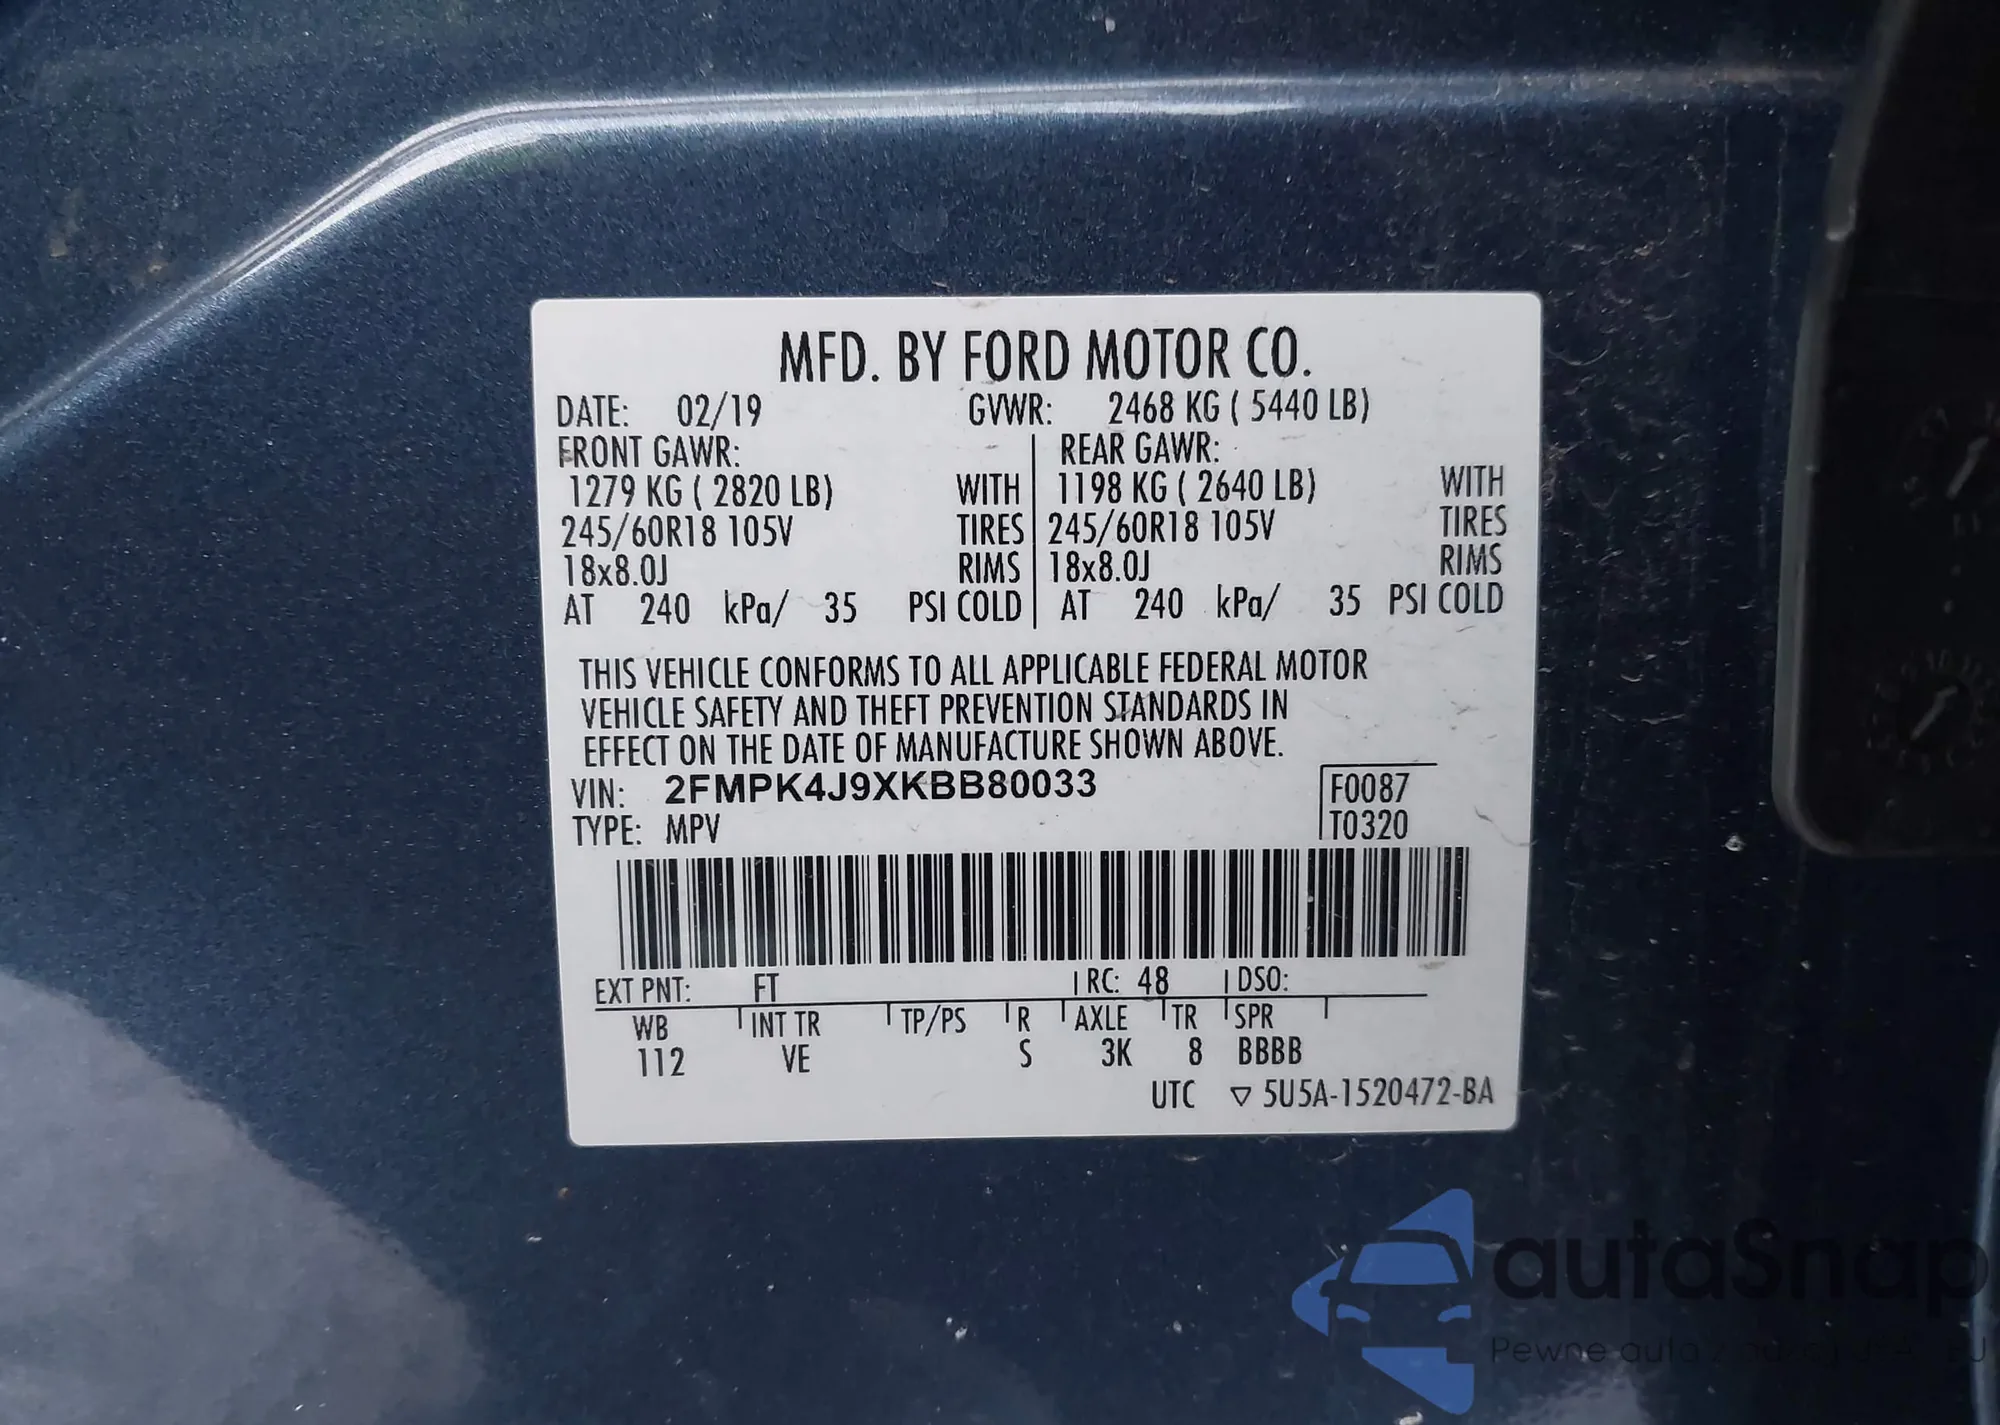 MFD. BY FORD MOTOR CO.
DATE: 02/19 GVWR: 2468 KG ( 5440 LB)
FRONT GAWR: REAR GAWR:
1279 KG ( 2820 LB) WITH 1198 KG ( 2640 LB) WITH
245/60R18 105V TIRES 245/60R18 105V TIRES
18x8.0J RIMS 18x8.0J RIMS
AT 240 kPa/ 35 PSI COLD AT 240 kPa/ 35 PSI COLD
THIS VEHICLE CONFORMS TO ALL APPLICABLE FEDERAL MOTOR
VEHICLE SAFETY AND THEFT PREVENTION STANDARDS IN
EFFECT ON THE DATE OF MANUFACTURE SHOWN ABOVE.
VIN: 2FMPK4J9XKBB80033 F0087
TYPE: MPV T0320
EXT PNT: FT RC: 48 DSO:
WB INT TR TP/PS R AXLE TR SPR
112 VE S 3K 8 BBBB
UTC ▽ 5U5A-1520472-BA
autaSnap
Pewne auta z